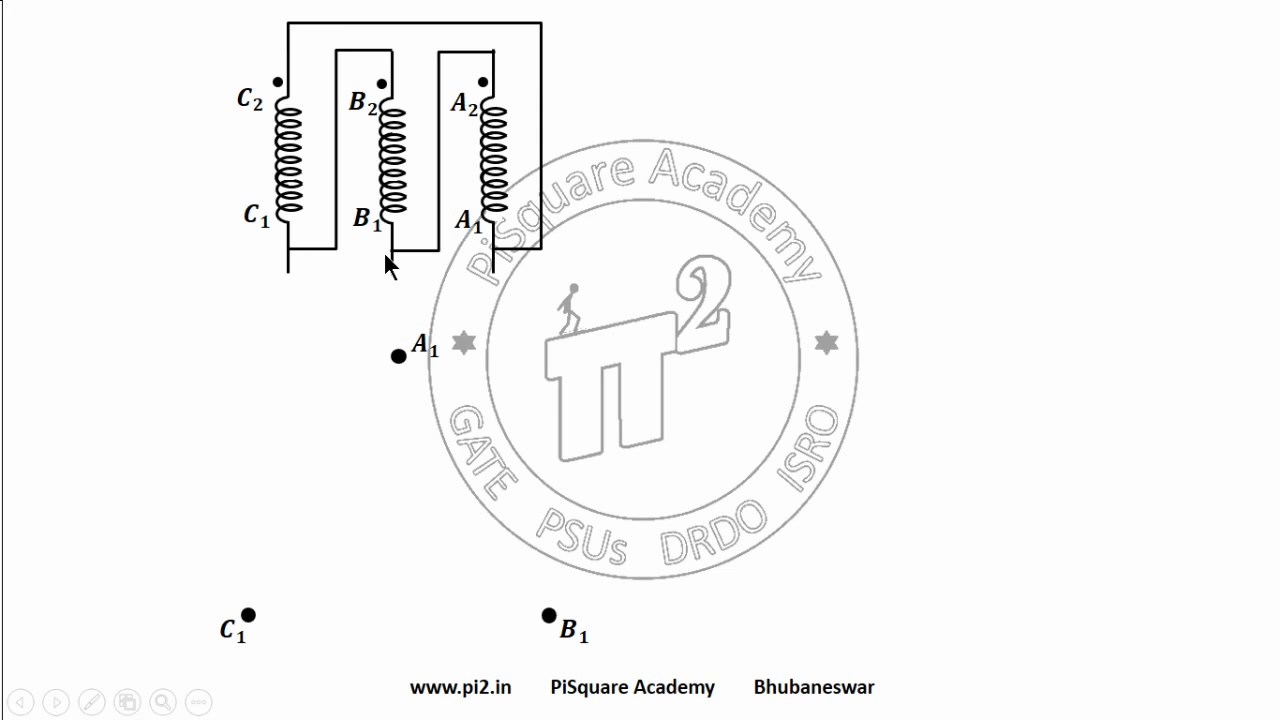 C2 B2 A2
C1 B1 A1
PiSquare Academy
π2
A1
GATE PSUs DRDO ISRO
C1 B1
www.pi2.in PiSquare Academy Bhubaneswar